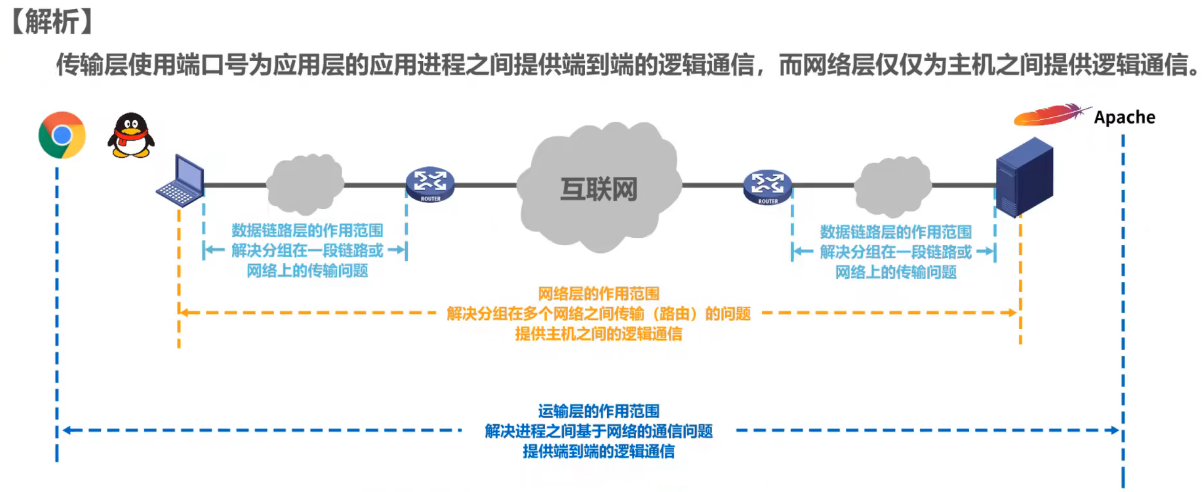 【解析】
传输层使用端口号为应用层的应用进程之间提供端到端的逻辑通信，而网络层仅仅为主机之间提供逻辑通信。
Apache
互联网
ROUTER
ROUTER
数据链路层的作用范围
解决分组在一段链路或
网络上的传输问题
数据链路层的作用范围
解决分组在一段链路或
网络上的传输问题
网络层的作用范围
解决分组在多个网络之间传输（路由）的问题
提供主机之间的逻辑通信
运输层的作用范围
解决进程之间基于网络的通信问题
提供端到端的逻辑通信